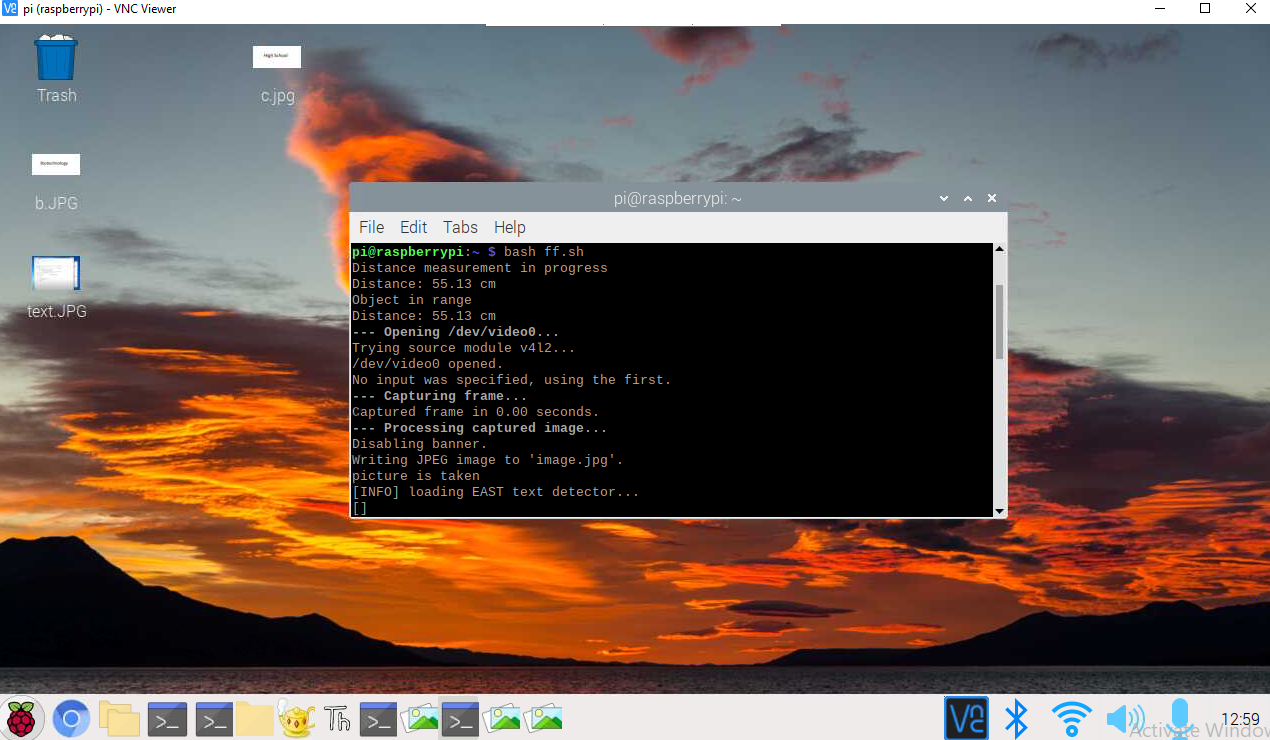 pi (raspberrypi) - VNC Viewer
Trash
High School
c.jpg
Biotechnology
b.JPG
text.JPG
pi@raspberrypi: ~
File Edit Tabs Help
pi@raspberrypi:~ $ bash ff.sh
Distance measurement in progress
Distance: 55.13 cm
Object in range
Distance: 55.13 cm
--- Opening /dev/video0...
Trying source module v4l2...
/dev/video0 opened.
No input was specified, using the first.
--- Capturing frame...
Captured frame in 0.00 seconds.
--- Processing captured image...
Disabling banner.
Writing JPEG image to 'image.jpg'.
picture is taken
[INFO] loading EAST text detector...
[]
Th
12:59
Activate Window